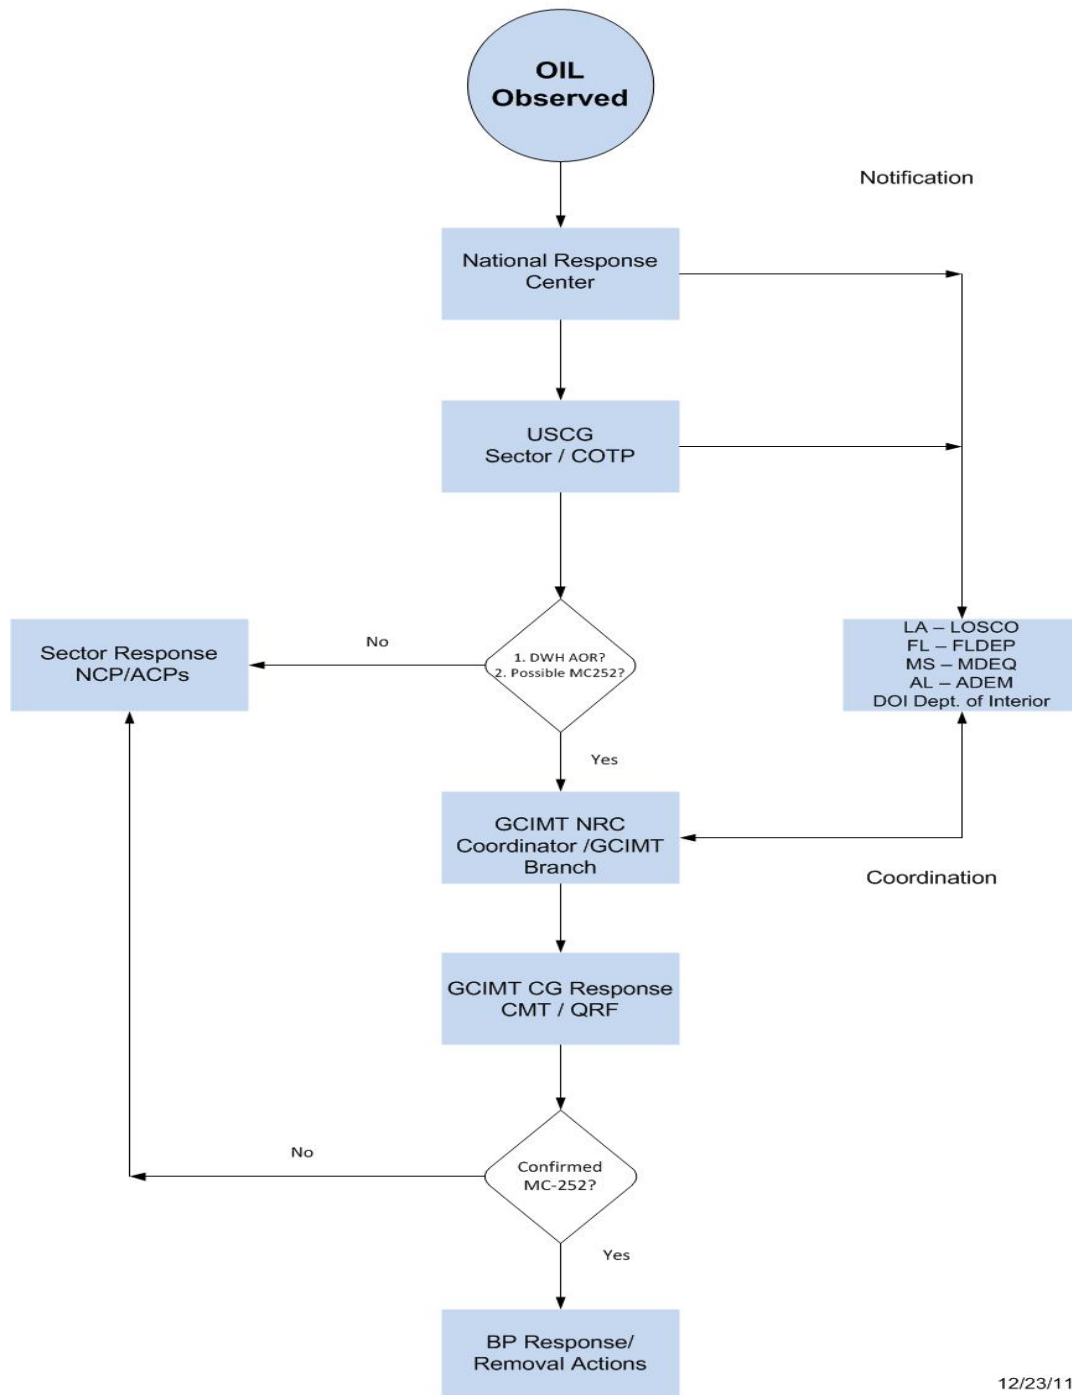 OIL
Observed
Notification
National Response
Center
USCG
Sector / COTP
Sector Response
NCP/ACPs
No
1. DWH AOR?
2. Possible MC252?
LA – LOSCO
FL – FLDEP
MS – MDEQ
AL – ADEM
DOI Dept. of Interior
Yes
GCIMT NRC
Coordinator /GCIMT
Branch
Coordination
GCIMT CG Response
CMT / QRF
No
Confirmed
MC-252?
Yes
BP Response/
Removal Actions
12/23/11